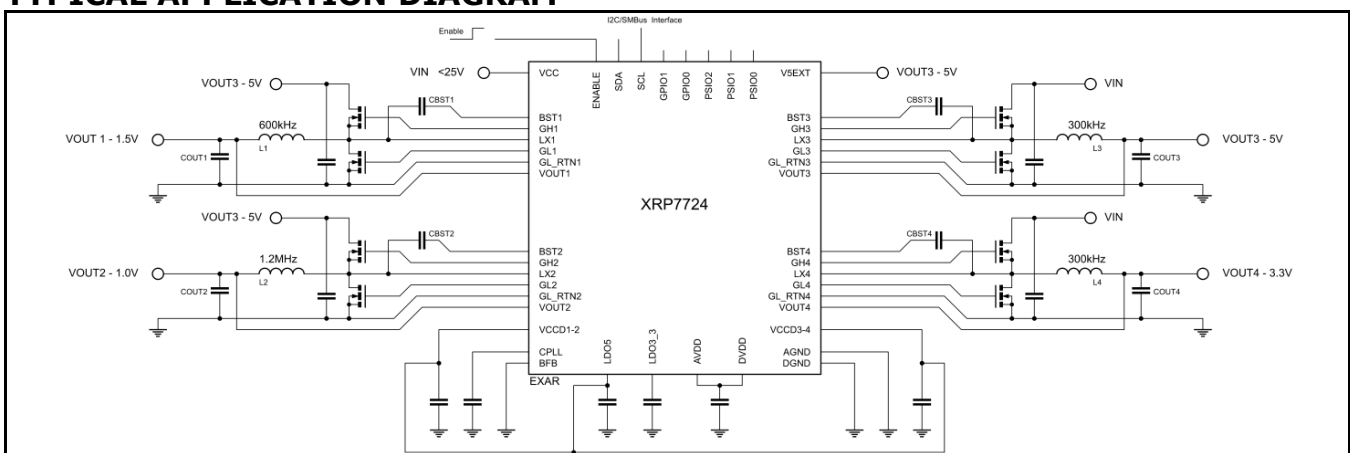 TYPICAL APPLICATION DIAGRAM
I2C/SMBus Interface
Enable
VIN <25V
VCC
ENABLE
SDA
SCL
GPIO1
GPIO0
PSIO2
PSIO1
PSIO0
V5EXT
VOUT3 - 5V
VOUT3 - 5V
CBST1
600kHz
VOUT 1 - 1.5V
L1
COUT1
BST1
GH1
LX1
GL1
GL_RTN1
VOUT1
BST3
GH3
LX3
GL3
GL_RTN3
VOUT3
CBST3
VIN
300kHz
L3
VOUT3 - 5V
COUT3
XRP7724
VOUT3 - 5V
CBST2
1.2MHz
VOUT2 - 1.0V
L2
COUT2
BST2
GH2
LX2
GL2
GL_RTN2
VOUT2
BST4
GH4
LX4
GL4
GL_RTN4
VOUT4
CBST4
VIN
300kHz
L4
VOUT4 - 3.3V
COUT4
VCCD1-2
VCCD3-4
CPLL
BFB
LDO5
LDO3_3
AVDD
DVDD
AGND
DGND
EXAR